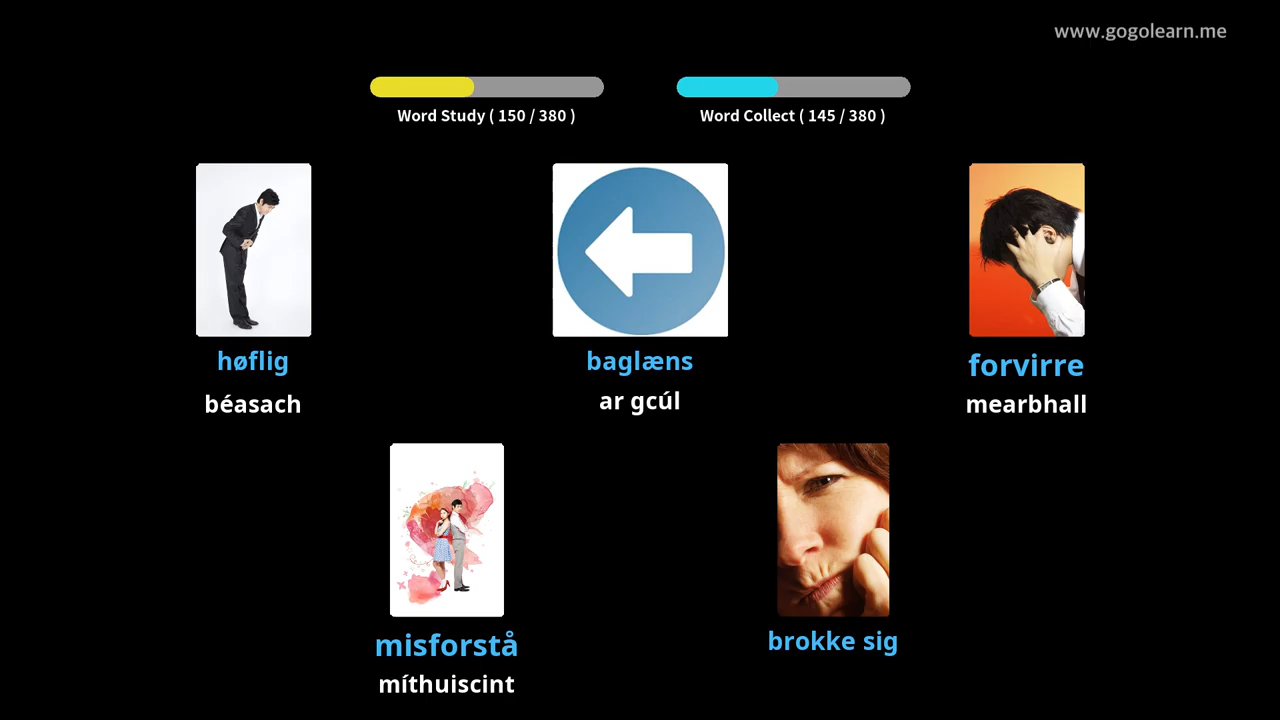 www.gogolearn.me
Word Study ( 150 / 380 )
Word Collect ( 145 / 380 )
høflig
béasach
baglæns
ar gcúl
forvirre
mearbhall
misforstå
míthuiscint
brokke sig